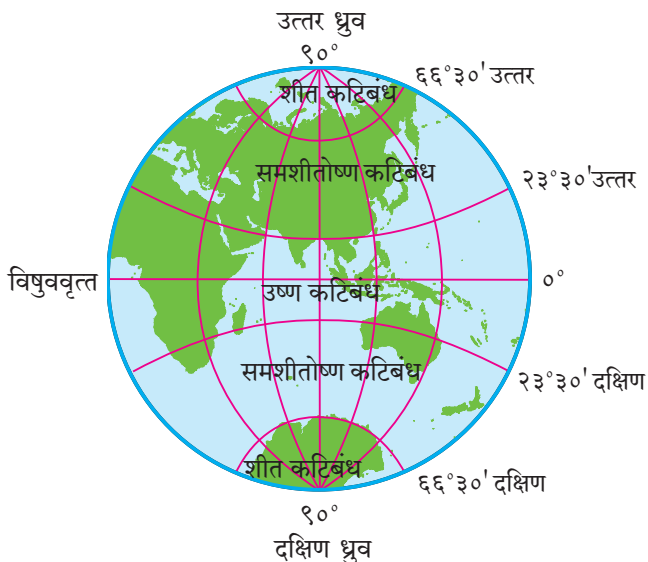 उत्तर ध्रुव
९०°
६६°३०' उत्तर
शीत कटिबंध
समशीतोष्ण कटिबंध
२३°३०'उत्तर
विषुववृत्त
०°
उष्ण कटिबंध
समशीतोष्ण कटिबंध
२३°३०' दक्षिण
शीत कटिबंध
६६°३०' दक्षिण
९०°
दक्षिण ध्रुव